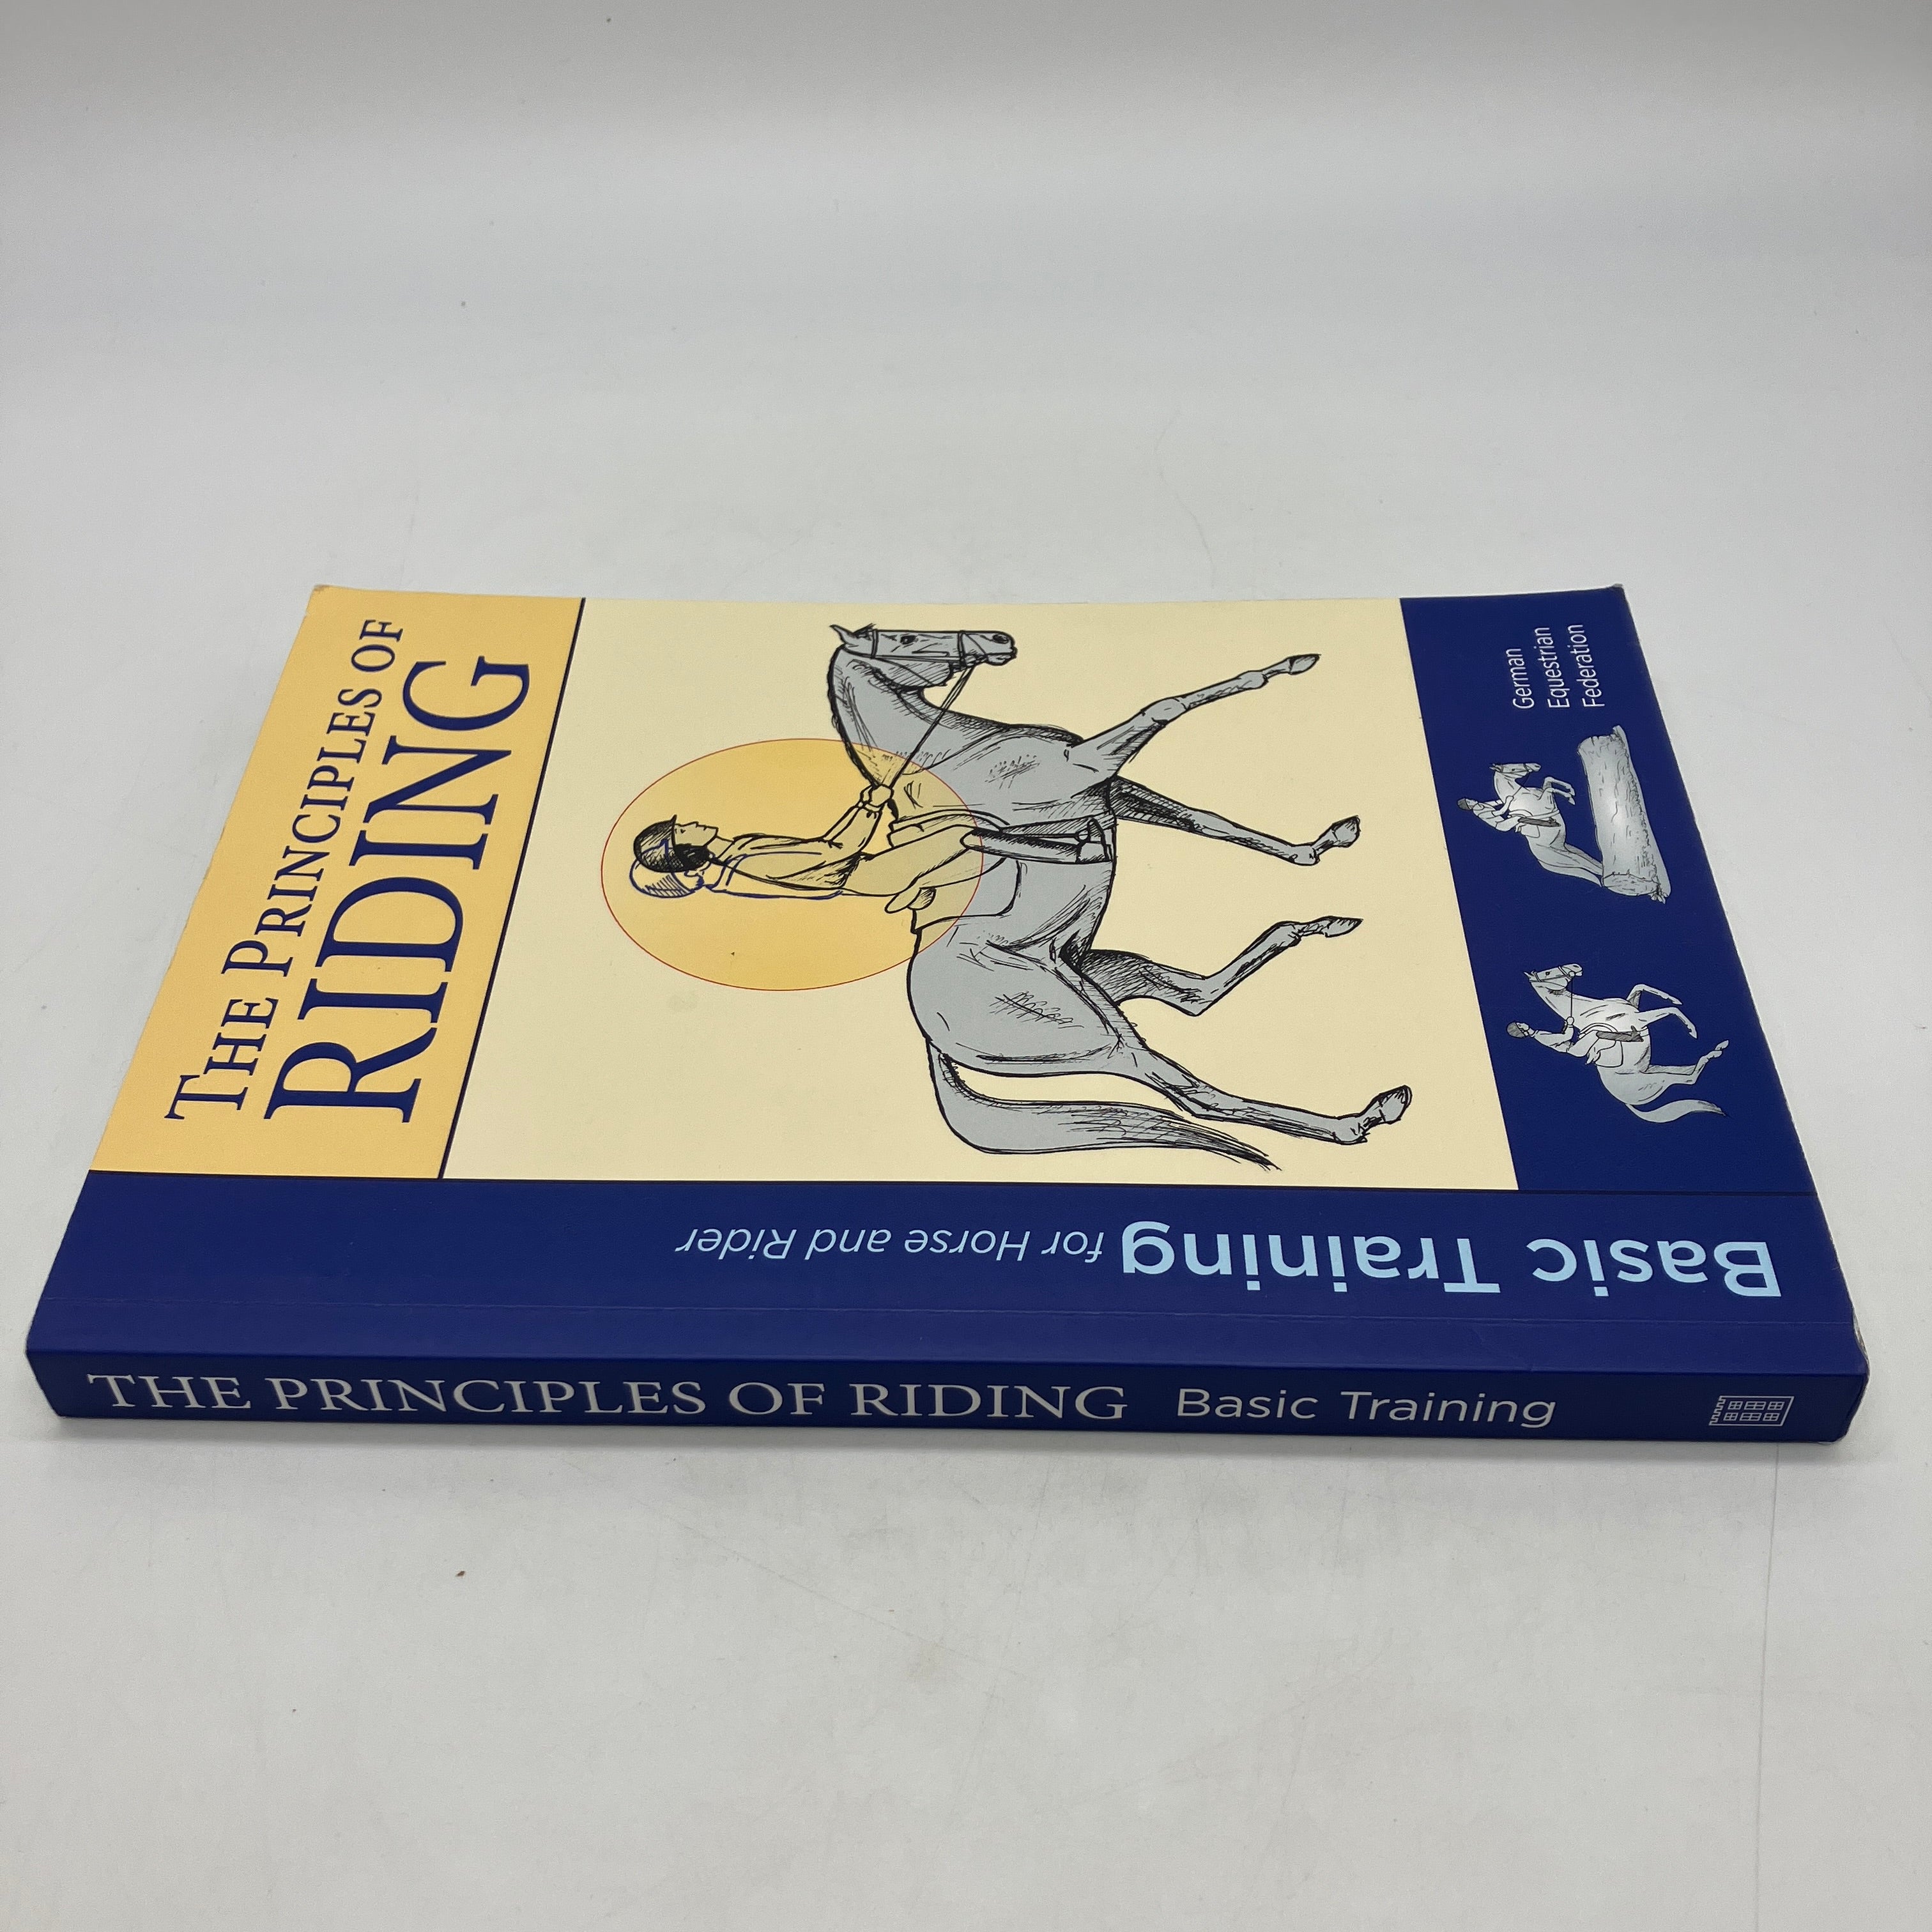 THE PRINCIPLES OF
RIDING
German
Equestrian
Federation
Basic Training for Horse and Rider
THE PRINCIPLES OF RIDING Basic Training